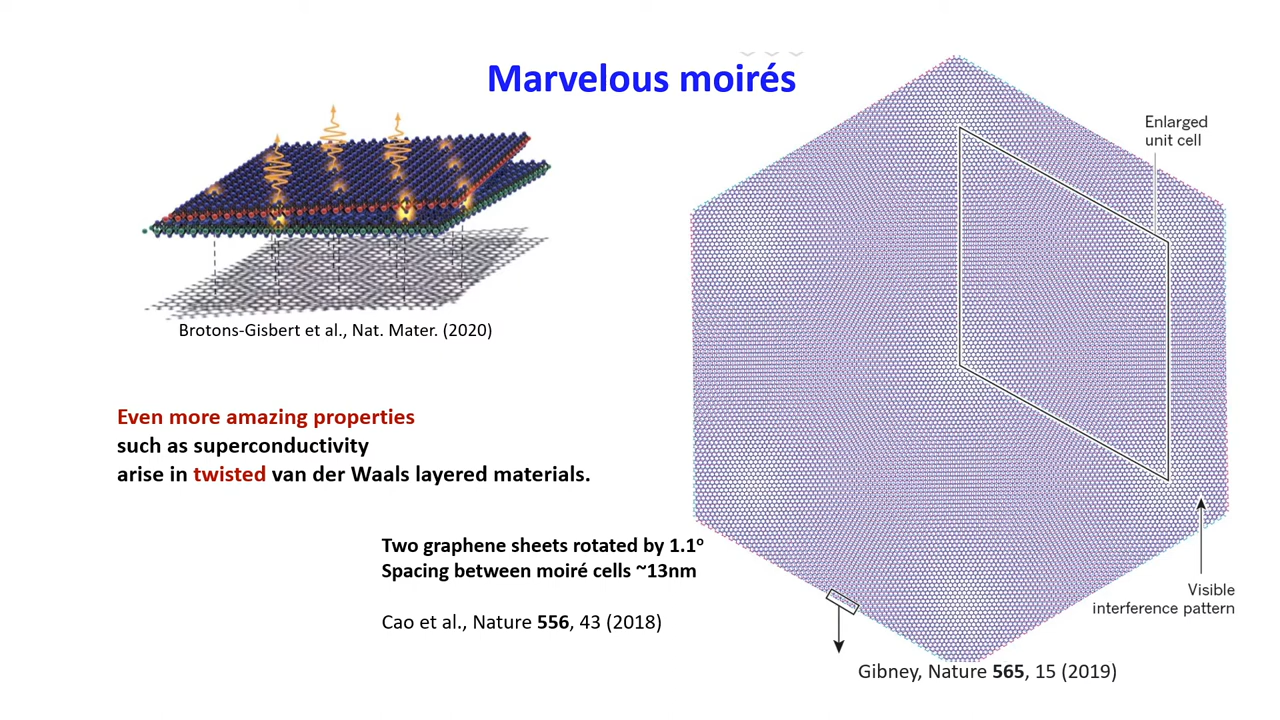 Marvelous moirés
Enlarged
unit cell
Brotons-Gisbert et al., Nat. Mater. (2020)
Even more amazing properties
such as superconductivity
arise in twisted van der Waals layered materials.
Two graphene sheets rotated by 1.1º
Spacing between moiré cells ~13nm
Cao et al., Nature 556, 43 (2018)
Visible
interference pattern
Gibney, Nature 565, 15 (2019)